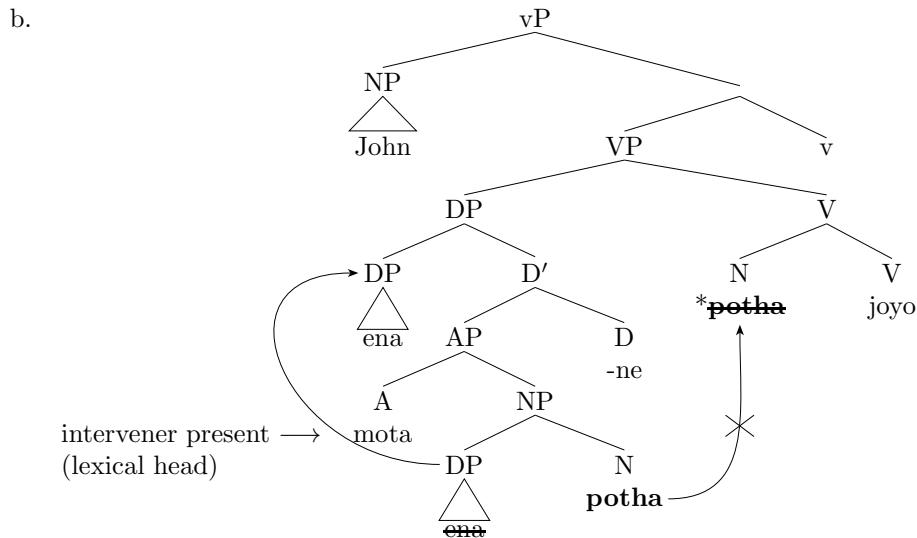 b.
vP
NP
John
VP
v
DP
V
DP
D′
N
V
ena
*potha
joyo
AP
D
-ne
A
NP
intervener present ⟶
(lexical head)
mota
DP
N
ena
potha